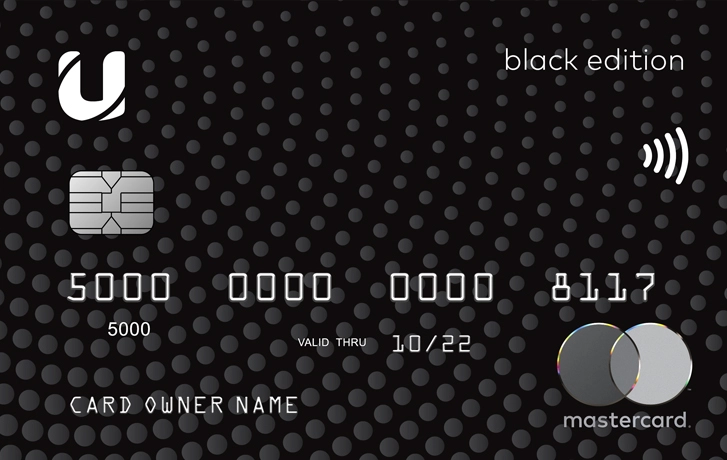 U
black edition
5000 0000 0000 8117
5000
VALID THRU 10/22
CARD OWNER NAME
mastercard.